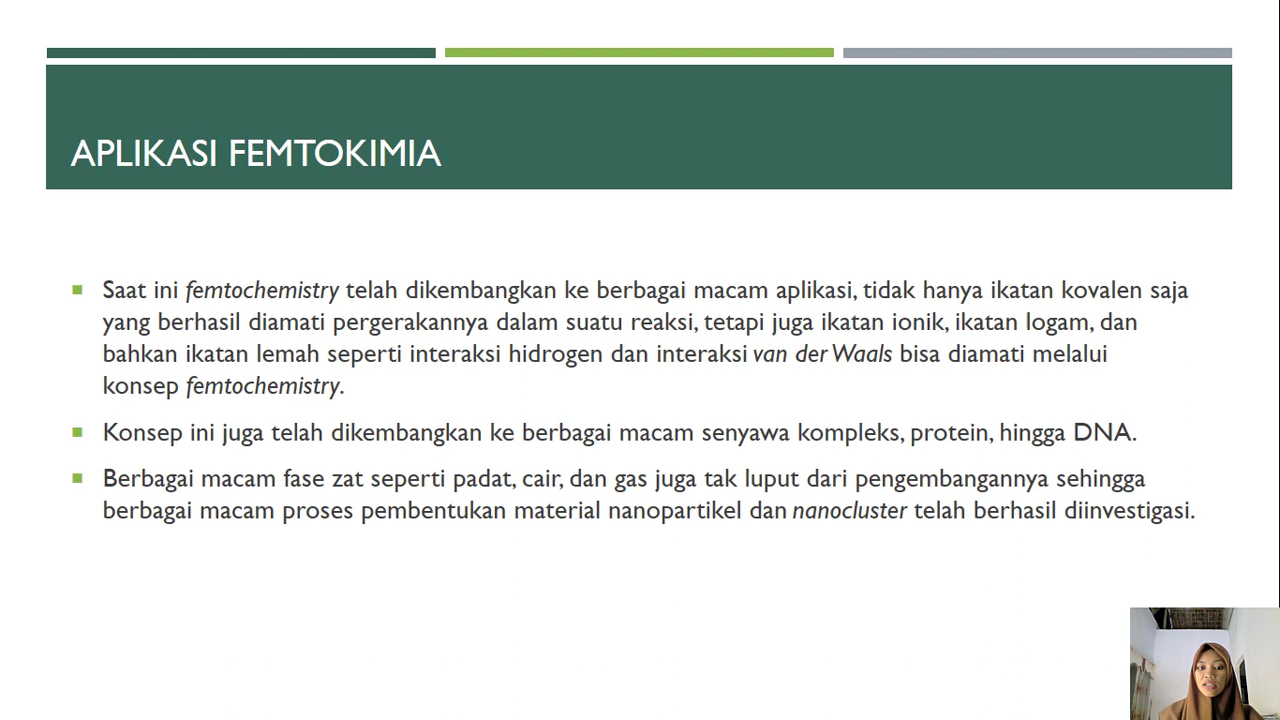 APLIKASI FEMTOKIMIA
Saat ini femtochemistry telah dikembangkan ke berbagai macam aplikasi, tidak hanya ikatan kovalen saja
yang berhasil diamati pergerakannya dalam suatu reaksi, tetapi juga ikatan ionik, ikatan logam, dan
bahkan ikatan lemah seperti interaksi hidrogen dan interaksi van der Waals bisa diamati melalui
konsep femtochemistry.
Konsep ini juga telah dikembangkan ke berbagai macam senyawa kompleks, protein, hingga DNA.
Berbagai macam fase zat seperti padat, cair, dan gas juga tak luput dari pengembangannya sehingga
berbagai macam proses pembentukan material nanopartikel dan nanocluster telah berhasil diinvestigasi.